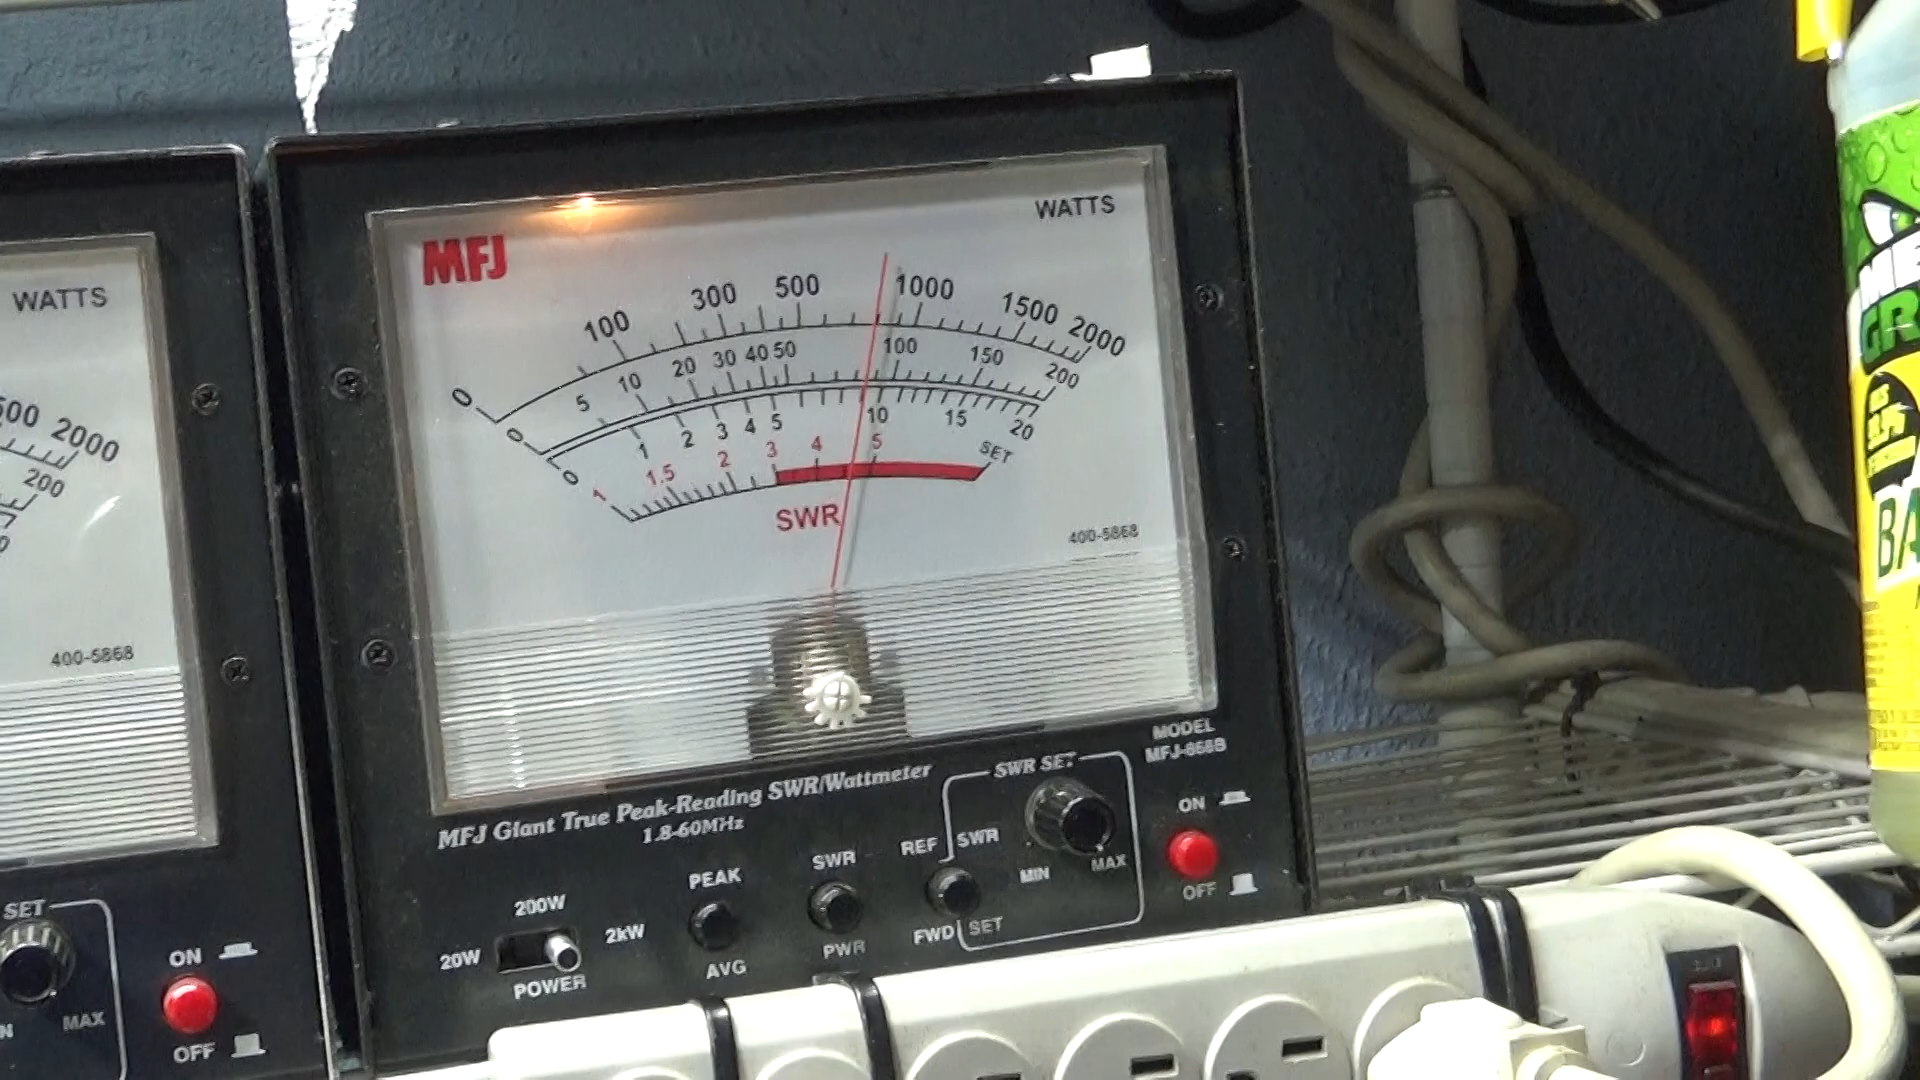 WATTS
500 2000
200
400-5868
SET
ON
MAX
OFF
MFJ
WATTS
0 100 300 500 1000 1500 2000
0 5 10 20 30 40 50 100 150 200
0 1 2 3 4 5 10 15 20
1 1.5 2 3 4 5 SET
SWR
400-5868
MODEL
MFJ-868B
MFJ Giant True Peak-Reading SWR/Wattmeter
1.8-60MHz
SWR SET
MIN MAX
ON
OFF
20W 200W 2kW
POWER
PEAK
AVG
SWR
PWR
REF SWR
FWD SET